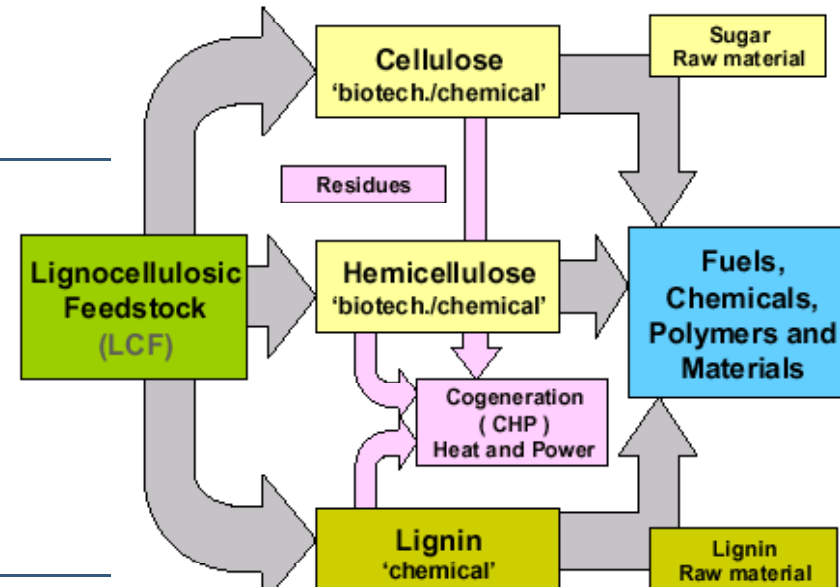 Cellulose
‘biotech./chemical’
Sugar
Raw material
Residues
Lignocellulosic
Feedstock
(LCF)
Hemicellulose
‘biotech./chemical’
Fuels,
Chemicals,
Polymers and
Materials
Cogeneration
( CHP )
Heat and Power
Lignin
‘chemical’
Lignin
Raw material